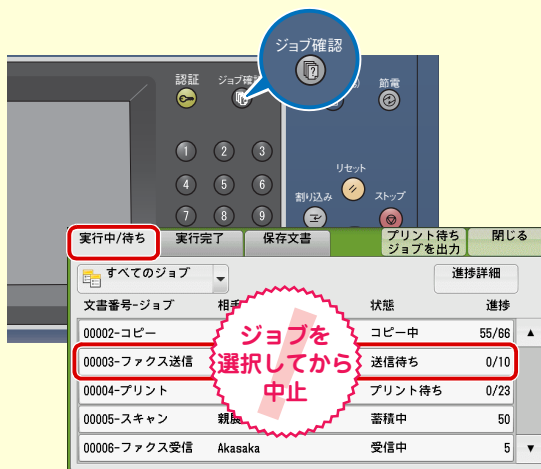 ジョブ確認
認証
節電
1 2 3
4 5 6
7 8 9
リセット
割り込み
ストップ
実行中/待ち
実行完了
保存文書
プリント待ち
ジョブを出力
閉じる
すべてのジョブ
進捗詳細
文書番号-ジョブ
状態
進捗
00002-コピー
コピー中
55/66
00003-ファクス送信
送信待ち
0/10
00004-プリント
プリント待ち
0/23
00005-スキャン
蓄積中
50
00006-ファクス受信
Akasaka
受信中
5
ジョブを
選択してから
中止